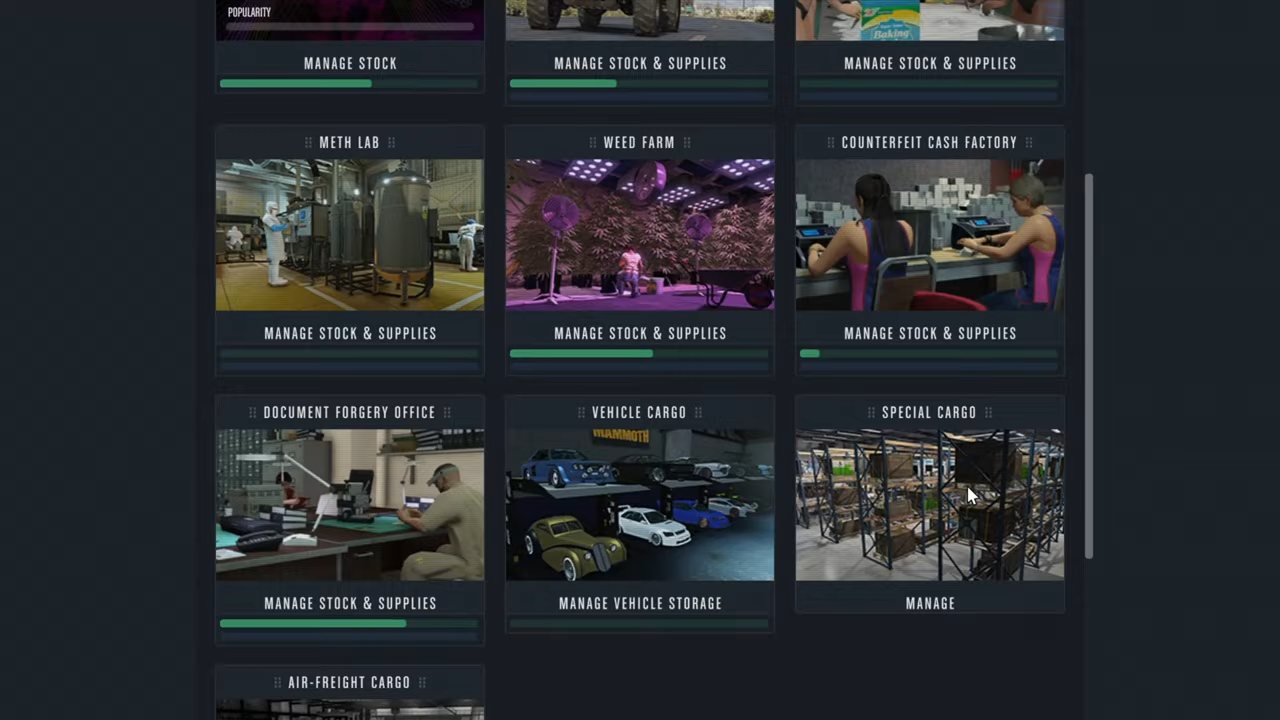 POPULARITY
Baking
MANAGE STOCK
MANAGE STOCK & SUPPLIES
MANAGE STOCK & SUPPLIES
METH LAB
WEED FARM
COUNTERFEIT CASH FACTORY
MANAGE STOCK & SUPPLIES
MANAGE STOCK & SUPPLIES
MANAGE STOCK & SUPPLIES
DOCUMENT FORGERY OFFICE
VEHICLE CARGO
SPECIAL CARGO
MAMMOTH
MANAGE STOCK & SUPPLIES
MANAGE VEHICLE STORAGE
MANAGE
AIR-FREIGHT CARGO